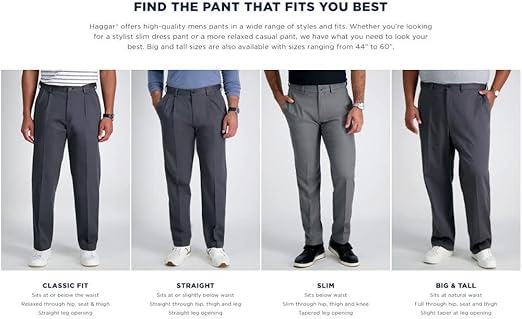 FIND THE PANT THAT FITS YOU BEST
Haggar® offers high-quality mens pants in a wide range of styles and fits. Whether you're looking
for a stylist slim dress pant or a more relaxed casual pant, we have what you need to look your
best. Big and tall sizes are also available with sizes ranging from 44" to 60".
CLASSIC FIT
Sits at or below the waist
Relaxed through hip, seat, & thigh
Straight leg opening
STRAIGHT
Sits at or slightly below waist
Straight through hip, thigh and leg
Straight leg opening
SLIM
Sits below waist
Slim through hip, thigh and knee
Tapered leg opening
BIG & TALL
Sits at natural waist
Full through hip, seat and thigh
Slight taper at leg opening